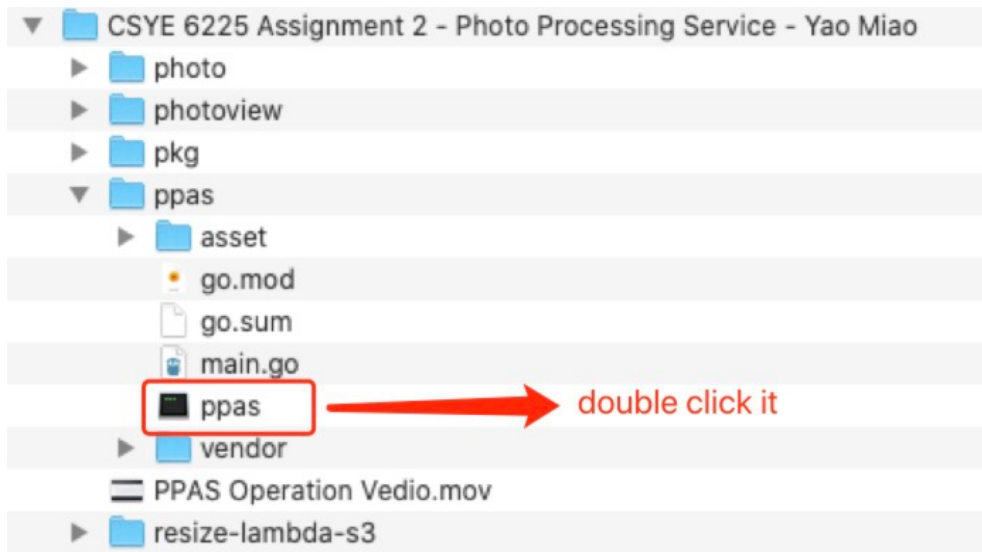 CSYE 6225 Assignment 2 - Photo Processing Service - Yao Miao
photo
photoview
pkg
ppas
asset
go.mod
go.sum
main.go
ppas double click it
vendor
PPAS Operation Vedio.mov
resize-lambda-s3